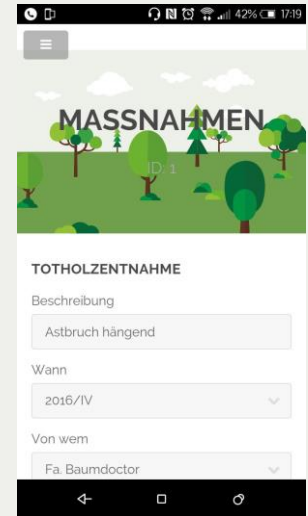 42% 17:19
MASSNAHMEN
ID: 1
TOTHOLZENTNAHME
Beschreibung
Astbruch hängend
Wann
2016/IV
Von wem
Fa. Baumdoctor